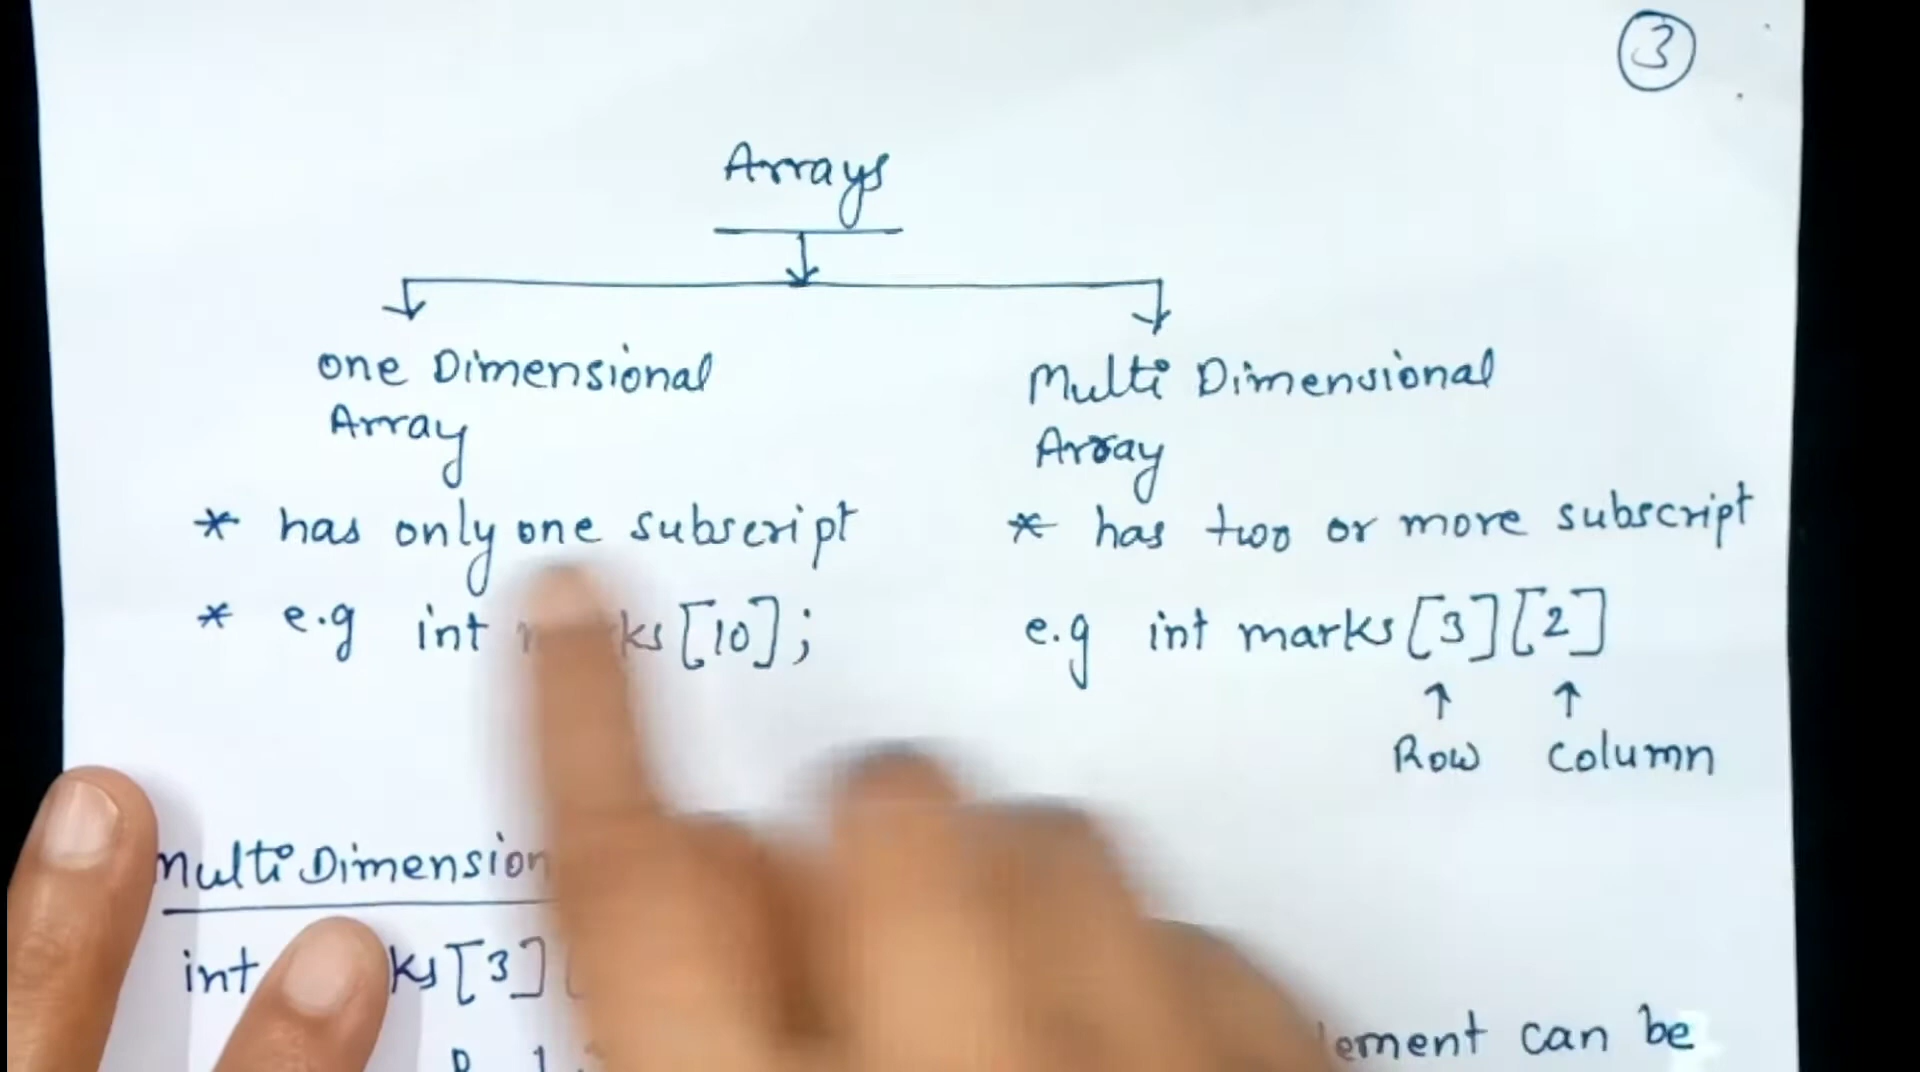 3
Arrays
one Dimensional
Array
* has only one subscript
* e.g int ks[10];
Multi Dimensional
Array
* has two or more subscript
e.g int marks[3][2]
↑ ↑
Row Column
Multi Dimension
int ks[3][
ement can be